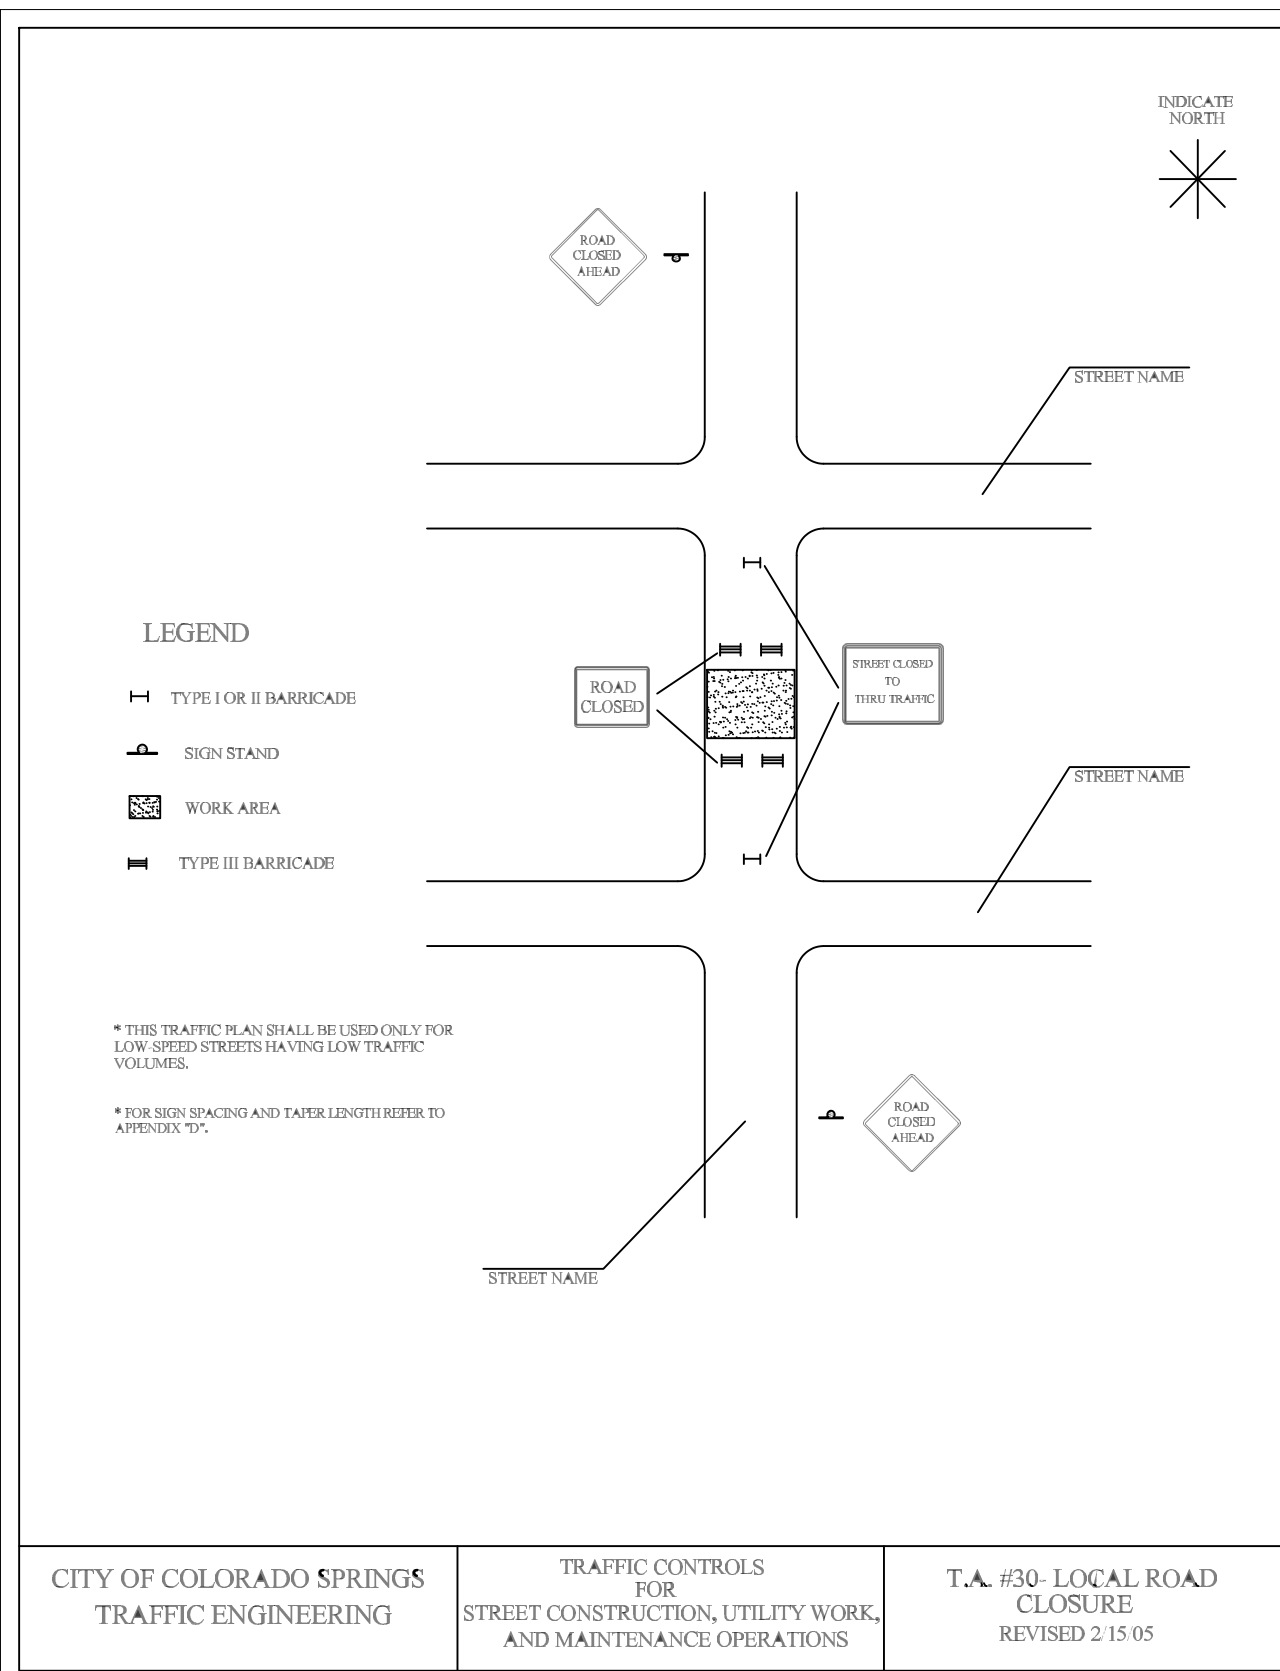 INDICATE
NORTH
ROAD
CLOSED
AHEAD
STREET NAME
LEGEND
TYPE I OR II BARRICADE
SIGN STAND
WORK AREA
TYPE III BARRICADE
ROAD
CLOSED
STREET CLOSED
TO
THRU TRAFFIC
STREET NAME
* THIS TRAFFIC PLAN SHALL BE USED ONLY FOR
LOW-SPEED STREETS HAVING LOW TRAFFIC
VOLUMES.
* FOR SIGN SPACING AND TAPER LENGTH REFER TO
APPENDIX "D".
ROAD
CLOSED
AHEAD
STREET NAME
CITY OF COLORADO SPRINGS
TRAFFIC ENGINEERING
TRAFFIC CONTROLS
FOR
STREET CONSTRUCTION, UTILITY WORK,
AND MAINTENANCE OPERATIONS
T.A. #30- LOCAL ROAD
CLOSURE
REVISED 2/15/05